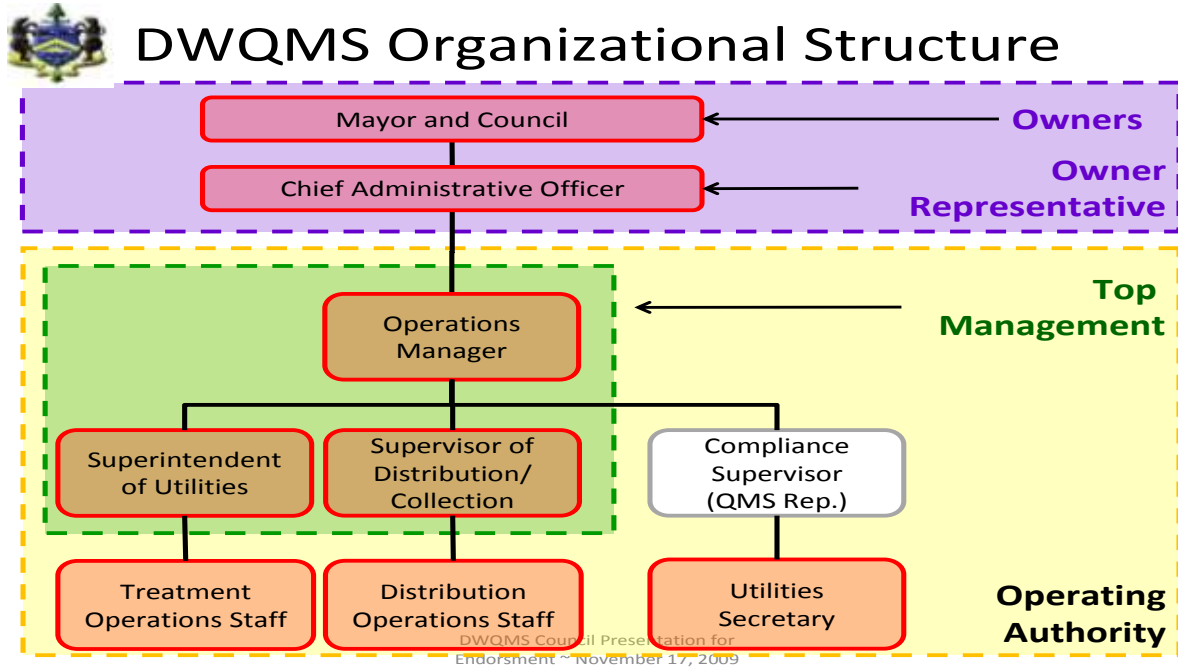 DWQMS Organizational Structure
Mayor and Council
Owners
Chief Administrative Officer
Owner
Representative
Top
Management
Operations
Manager
Superintendent
of Utilities
Supervisor of
Distribution/
Collection
Compliance
Supervisor
(QMS Rep.)
Treatment
Operations Staff
Distribution
Operations Staff
Utilities
Secretary
Operating
Authority
DWQMS Council Presentation for
Endorsment ~ November 17, 2009